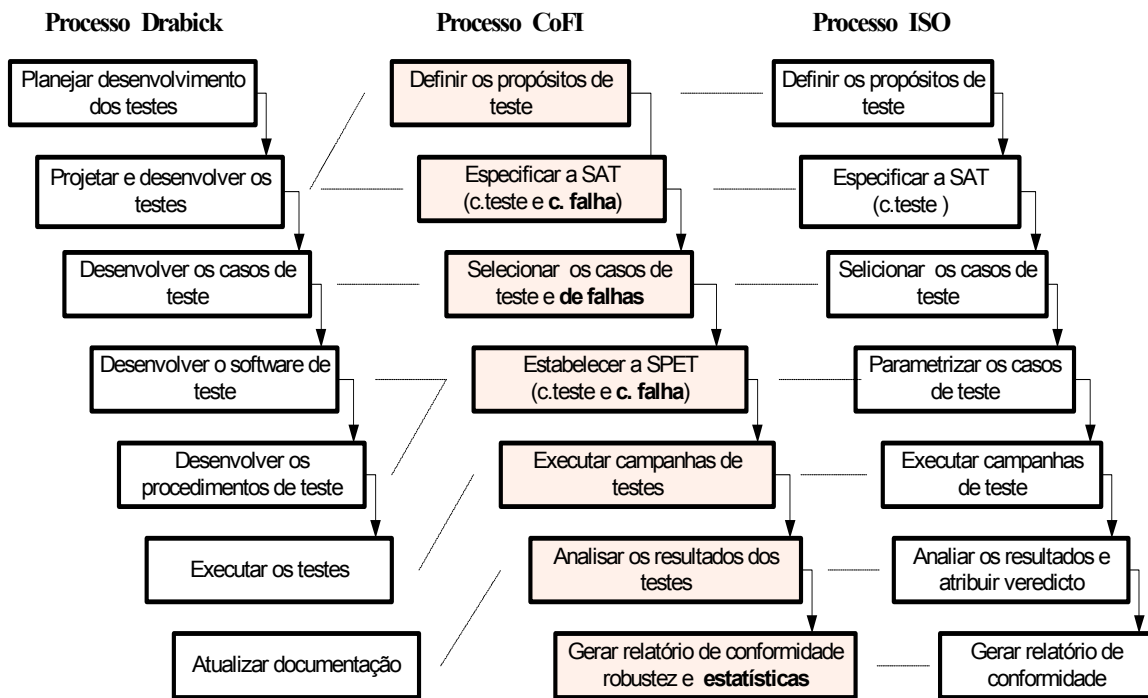 Processo Drabick
Processo CoFI
Processo ISO
Planejar desenvolvimento
dos testes
Projetar e desenvolver os
testes
Desenvolver os casos de
teste
Desenvolver o software de
teste
Desenvolver os
procedimentos de teste
Executar os testes
Atualizar documentação
Definir os propósitos de
teste
Especificar a SAT
(c.teste e c. falha)
Selecionar os casos de
teste e de falhas
Estabelecer a SPET
(c.teste e c. falha)
Executar campanhas de
testes
Analisar os resultados dos
testes
Gerar relatório de conformidade
robustez e estatísticas
Definir os propósitos de
teste
Especificar a SAT
(c.teste )
Selicionar os casos de
teste
Parametrizar os casos
de teste
Executar campanhas
de teste
Analiar os resultados e
atribuir veredicto
Gerar relatório de
conformidade